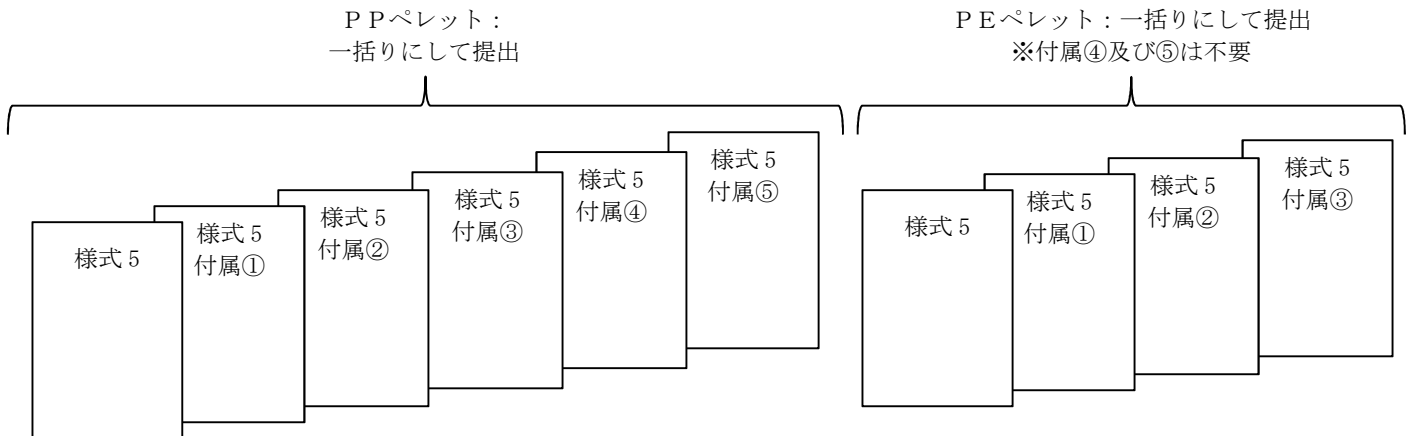 ＰＰペレット：
一括りにして提出
ＰＥペレット：一括りにして提出
※付属④及び⑤は不要
様式５
様式５
付属①
様式５
付属②
様式５
付属③
様式５
付属④
様式５
付属⑤
様式５
様式５
付属①
様式５
付属②
様式５
付属③